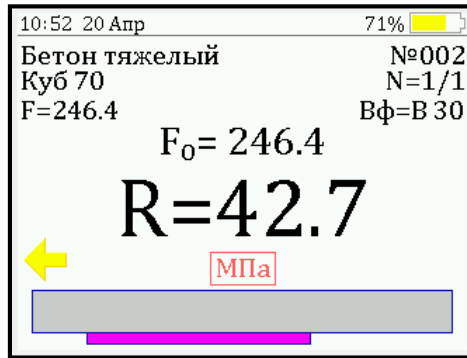 10:52 20 Апр 71%
Бетон тяжелый №002
Куб 70 N=1/1
F=246.4 Вф=В 30
F₀= 246.4
R=42.7
МПа